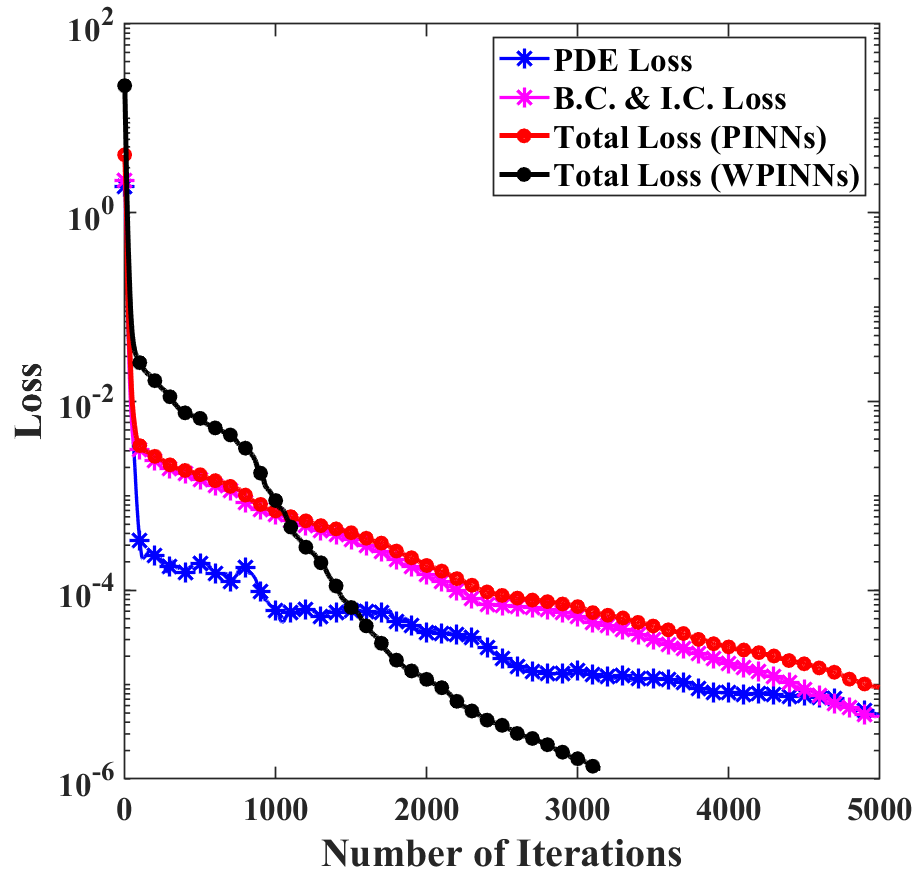 10^2
10^0
10^-2
10^-4
10^-6
Loss
PDE Loss
B.C. & I.C. Loss
Total Loss (PINNs)
Total Loss (WPINNs)
0 1000 2000 3000 4000 5000
Number of Iterations